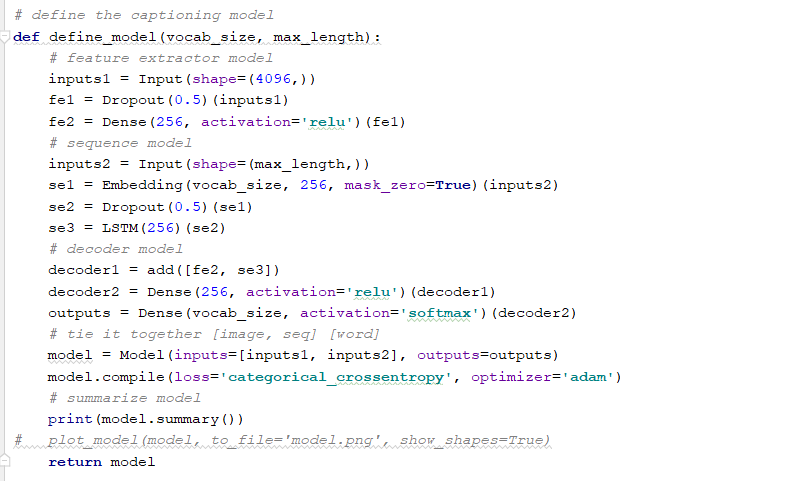 # define the captioning model
def define_model(vocab_size, max_length):
    # feature extractor model
    inputs1 = Input(shape=(4096,))
    fe1 = Dropout(0.5)(inputs1)
    fe2 = Dense(256, activation='relu')(fe1)
    # sequence model
    inputs2 = Input(shape=(max_length,))
    se1 = Embedding(vocab_size, 256, mask_zero=True)(inputs2)
    se2 = Dropout(0.5)(se1)
    se3 = LSTM(256)(se2)
    # decoder model
    decoder1 = add([fe2, se3])
    decoder2 = Dense(256, activation='relu')(decoder1)
    outputs = Dense(vocab_size, activation='softmax')(decoder2)
    # tie it together [image, seq] [word]
    model = Model(inputs=[inputs1, inputs2], outputs=outputs)
    model.compile(loss='categorical_crossentropy', optimizer='adam')
    # summarize model
    print(model.summary())
#   plot_model(model, to_file='model.png', show_shapes=True)
    return model